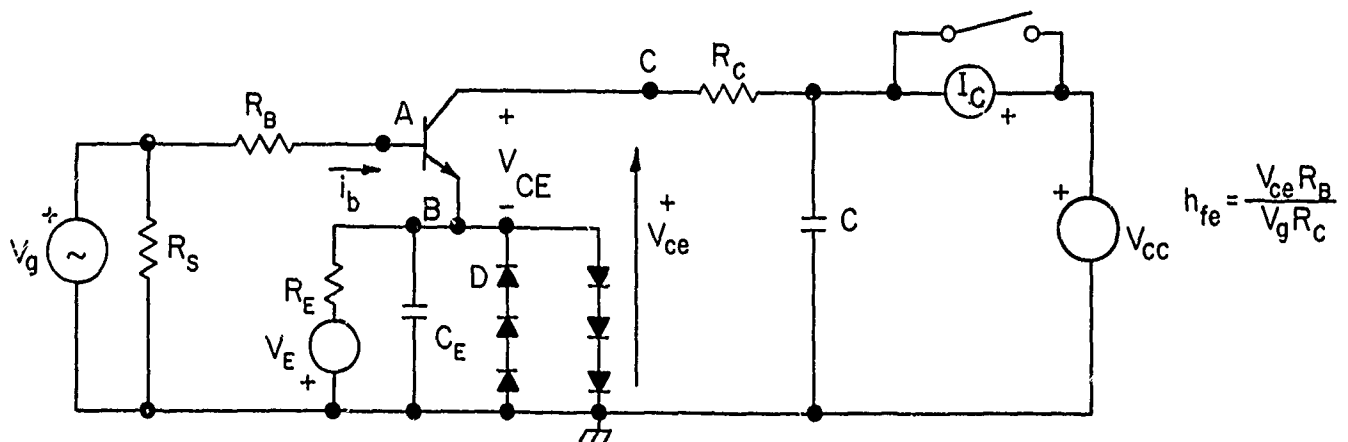 C
R_C
I_C
+
R_B
A
+
V_CE
-
i_b
B
+
V_g
~
R_s
R_E
V_E
+
C_E
D
+
V_ce
C
+
V_cc
h_fe = V_ce R_B / V_g R_C